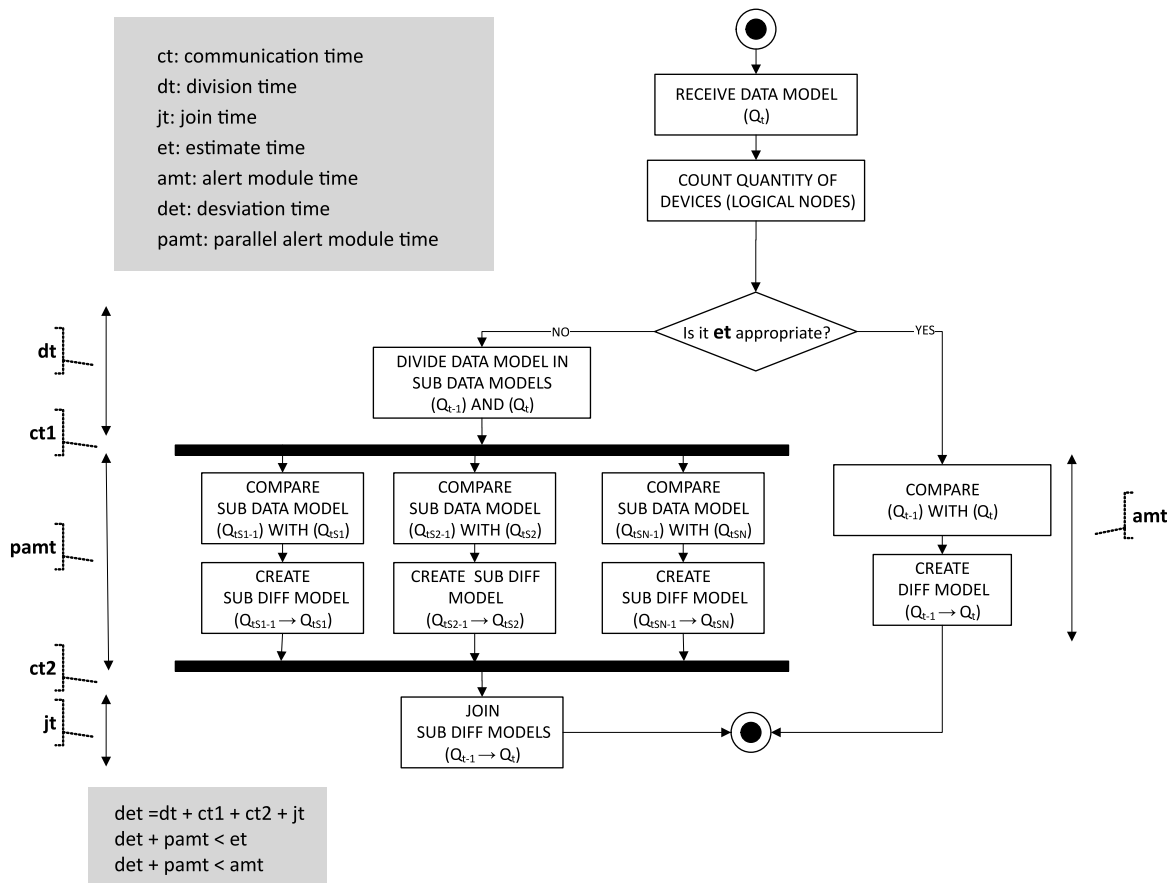 ct: communication time
dt: division time
jt: join time
et: estimate time
amt: alert module time
det: desviation time
pamt: parallel alert module time
RECEIVE DATA MODEL
(Qt)
COUNT QUANTITY OF
DEVICES (LOGICAL NODES)
Is it et appropriate?
NO
YES
DIVIDE DATA MODEL IN
SUB DATA MODELS
(Qt-1) AND (Qt)
dt
ct1
pamt
ct2
jt
COMPARE
SUB DATA MODEL
(QtS1-1) WITH (QtS1)
COMPARE
SUB DATA MODEL
(QtS2-1) WITH (QtS2)
COMPARE
SUB DATA MODEL
(QtSN-1) WITH (QtSN)
COMPARE
(Qt-1) WITH (Qt)
amt
CREATE
SUB DIFF MODEL
(QtS1-1 → QtS1)
CREATE SUB DIFF
MODEL
(QtS2-1 → QtS2)
CREATE
SUB DIFF MODEL
(QtSN-1 → QtSN)
CREATE
DIFF MODEL
(Qt-1 → Qt)
JOIN
SUB DIFF MODELS
(Qt-1 → Qt)
det =dt + ct1 + ct2 + jt
det + pamt < et
det + pamt < amt